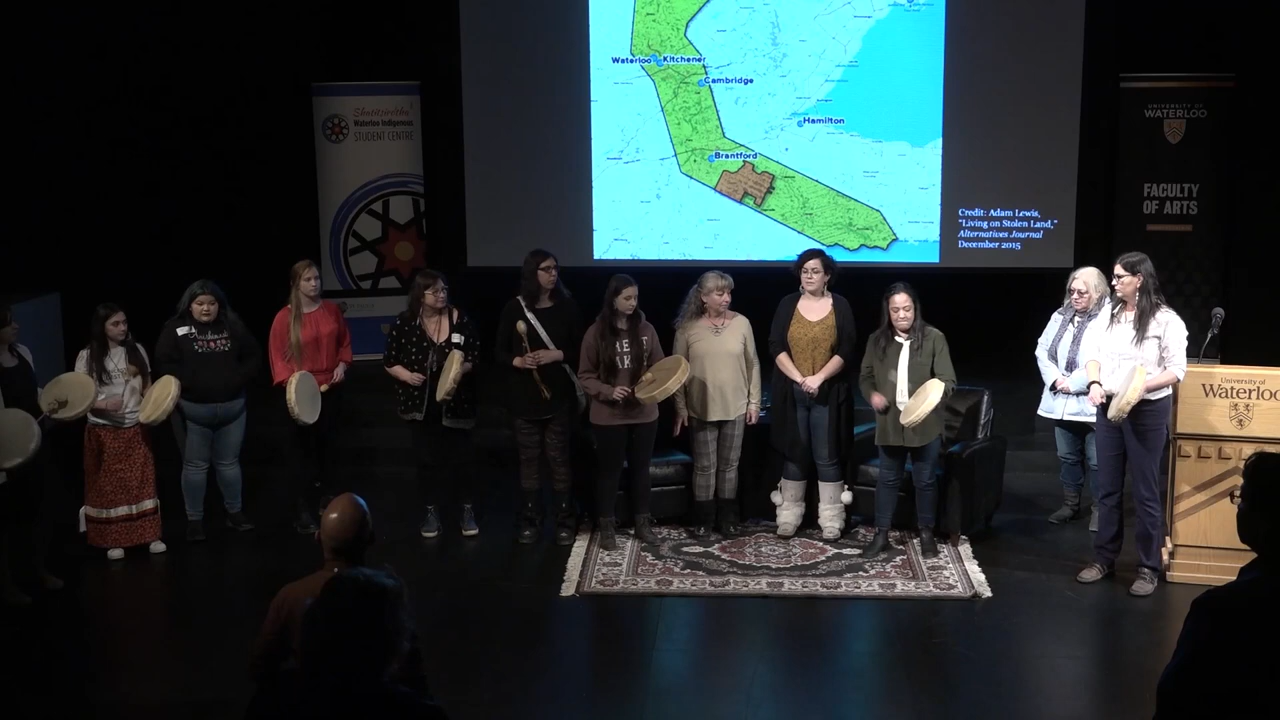 Waterloo
Kitchener
Cambridge
Hamilton
Brantford
Credit: Adam Lewis,
"Living on Stolen Land,"
Alternatives Journal
December 2015
Shatitsirótha'
Waterloo Indigenous
STUDENT CENTRE
UNIVERSITY OF
WATERLOO
FACULTY
OF ARTS
University of
Waterloo